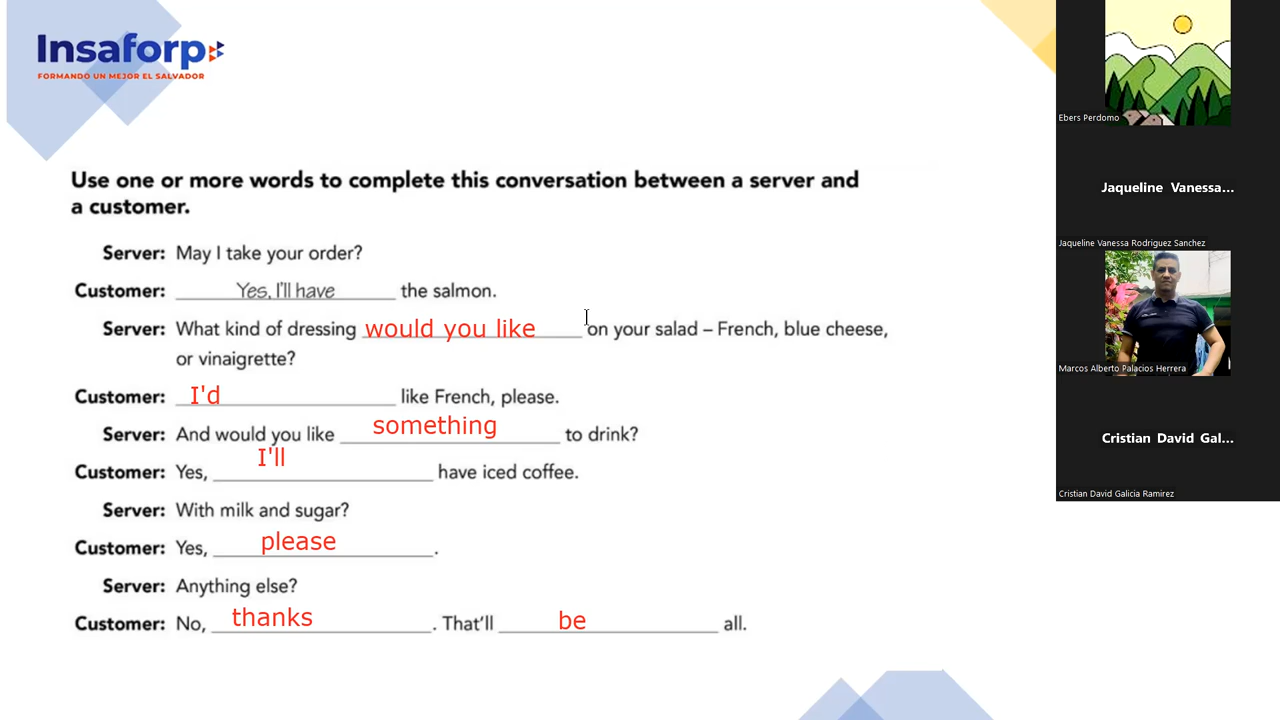 Insaforp
FORMANDO UN MEJOR EL SALVADOR
Use one or more words to complete this conversation between a server and
a customer.
Server: May I take your order?
Customer: Yes, I'll have the salmon.
Server: What kind of dressing would you like on your salad – French, blue cheese,
or vinaigrette?
Customer: I'd like French, please.
Server: And would you like something to drink?
Customer: Yes, I'll have iced coffee.
Server: With milk and sugar?
Customer: Yes, please.
Server: Anything else?
Customer: No, thanks. That'll be all.
Ebers Perdomo
Jaqueline Vanessa...
Jaqueline Vanessa Rodriguez Sanchez
Marcos Alberto Palacios Herrera
Cristian David Gal...
Cristian David Galicia Ramirez